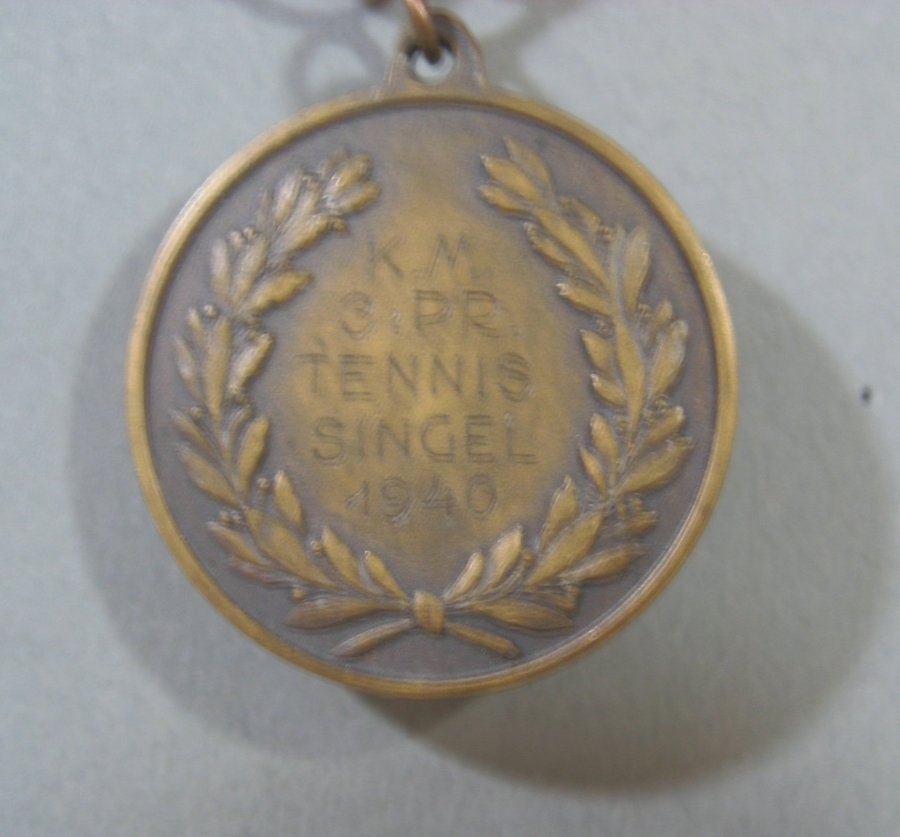 K.M.
3.PR.
TENNIS
SINGEL
1940